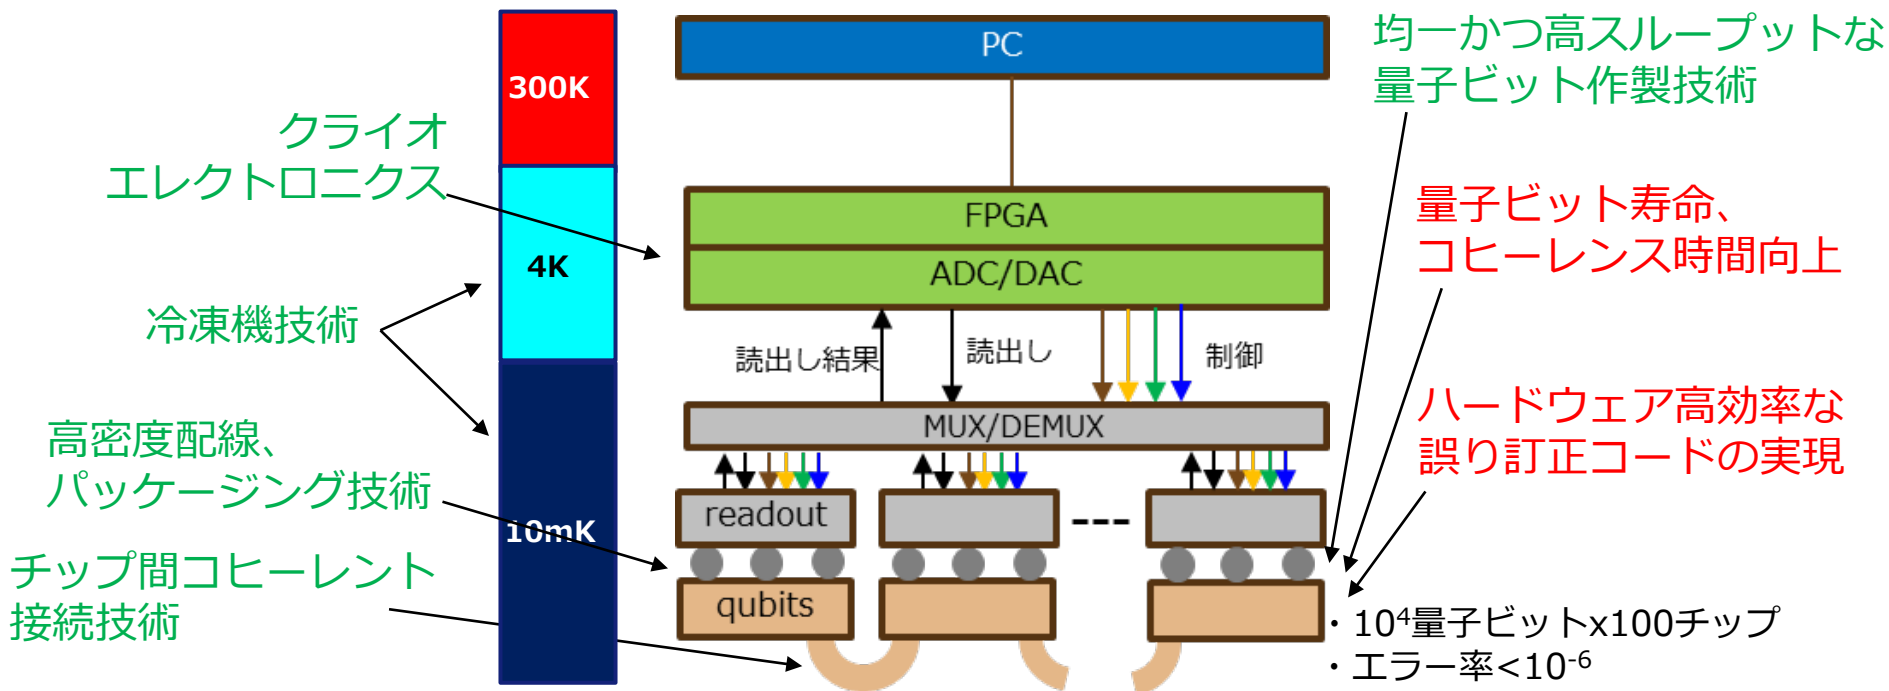 300K
4K
10mK
クライオ
エレクトロニクス
冷凍機技術
高密度配線、
パッケージング技術
チップ間コヒーレント
接続技術
PC
FPGA
ADC/DAC
読出し結果
読出し
制御
MUX/DEMUX
readout
---
qubits
均一かつ高スループットな
量子ビット作製技術
量子ビット寿命、
コヒーレンス時間向上
ハードウェア高効率な
誤り訂正コードの実現
・10⁴量子ビットx100チップ
・エラー率<10⁻⁶